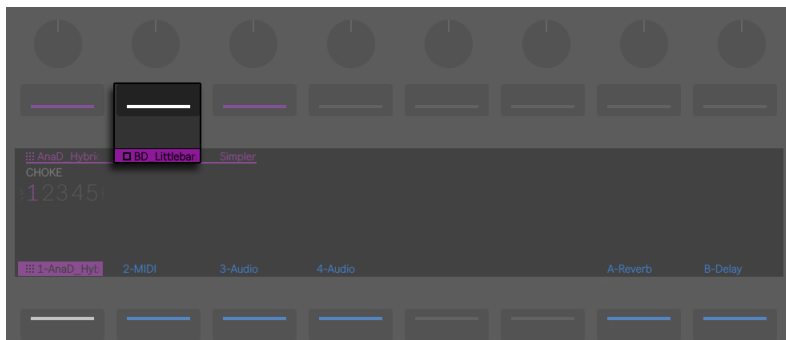 AnaD_Hybri BD_Littlebar Simpler
CHOKE
12345
1-AnaD_Hyb 2-MIDI 3-Audio 4-Audio A-Reverb B-Delay